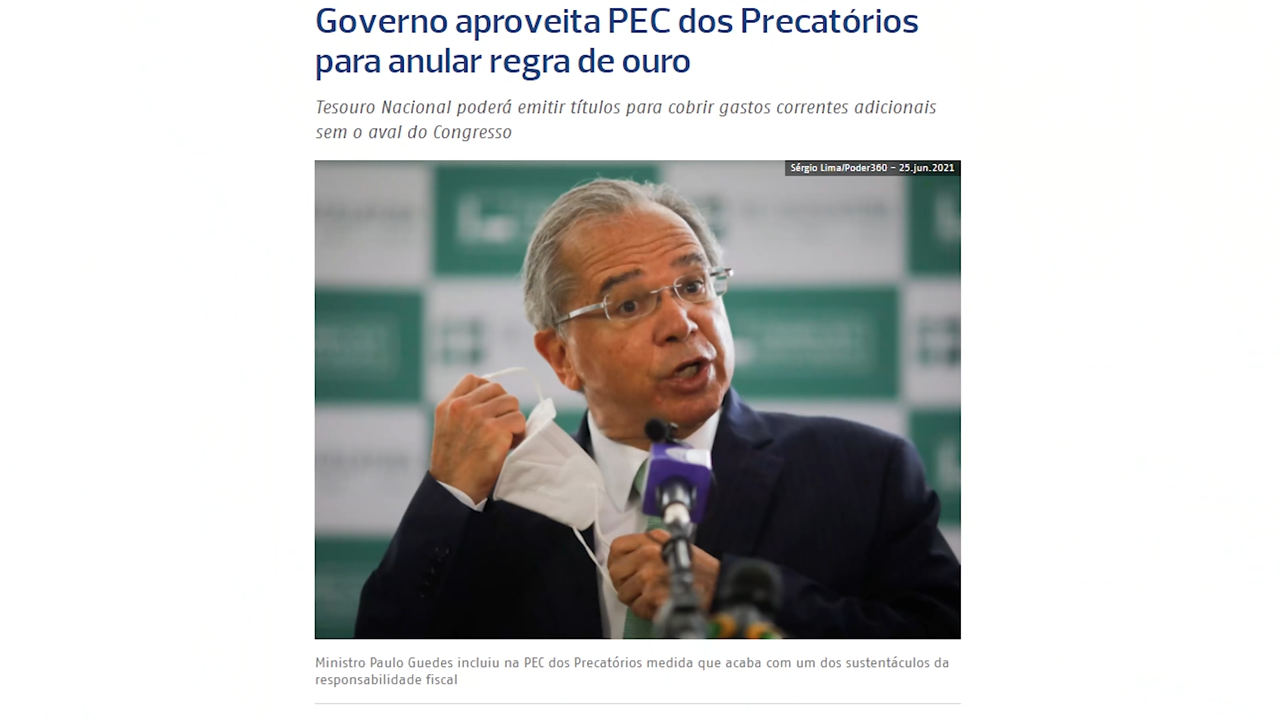 Governo aproveita PEC dos Precatórios
para anular regra de ouro
Tesouro Nacional poderá emitir títulos para cobrir gastos correntes adicionais
sem o aval do Congresso
Sérgio Lima/Poder360 – 25.jun.2021
Ministro Paulo Guedes incluiu na PEC dos Precatórios medida que acaba com um dos sustentáculos da
responsabilidade fiscal